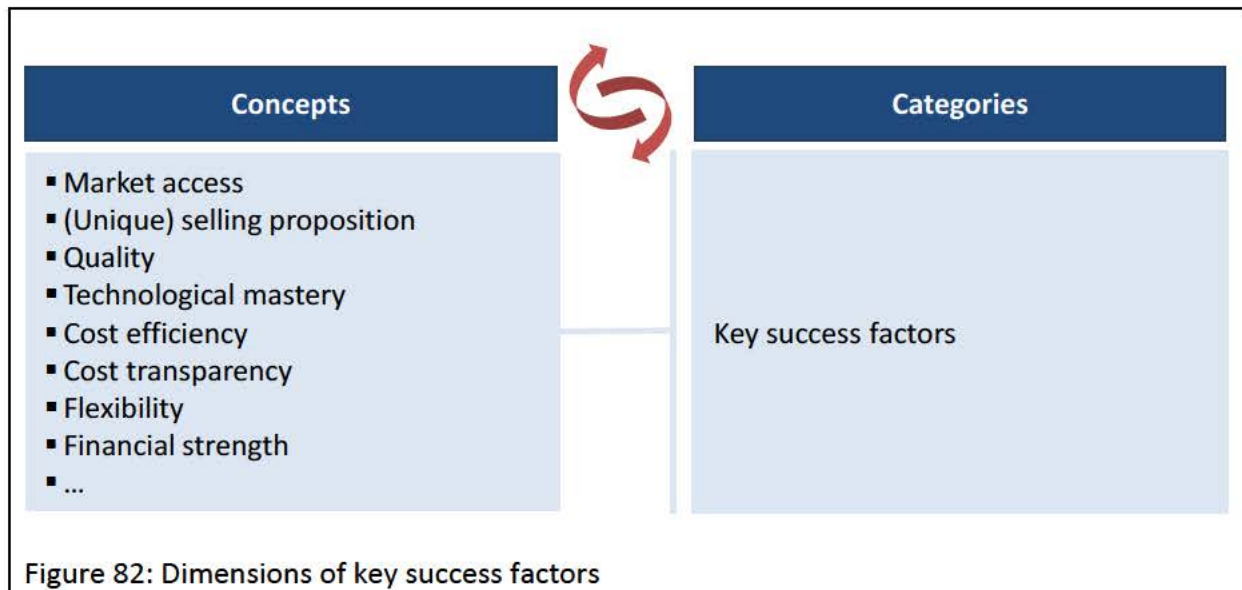 Concepts
Categories
▪ Market access
▪ (Unique) selling proposition
▪ Quality
▪ Technological mastery
▪ Cost efficiency
▪ Cost transparency
▪ Flexibility
▪ Financial strength
▪ ...
Key success factors
Figure 82: Dimensions of key success factors